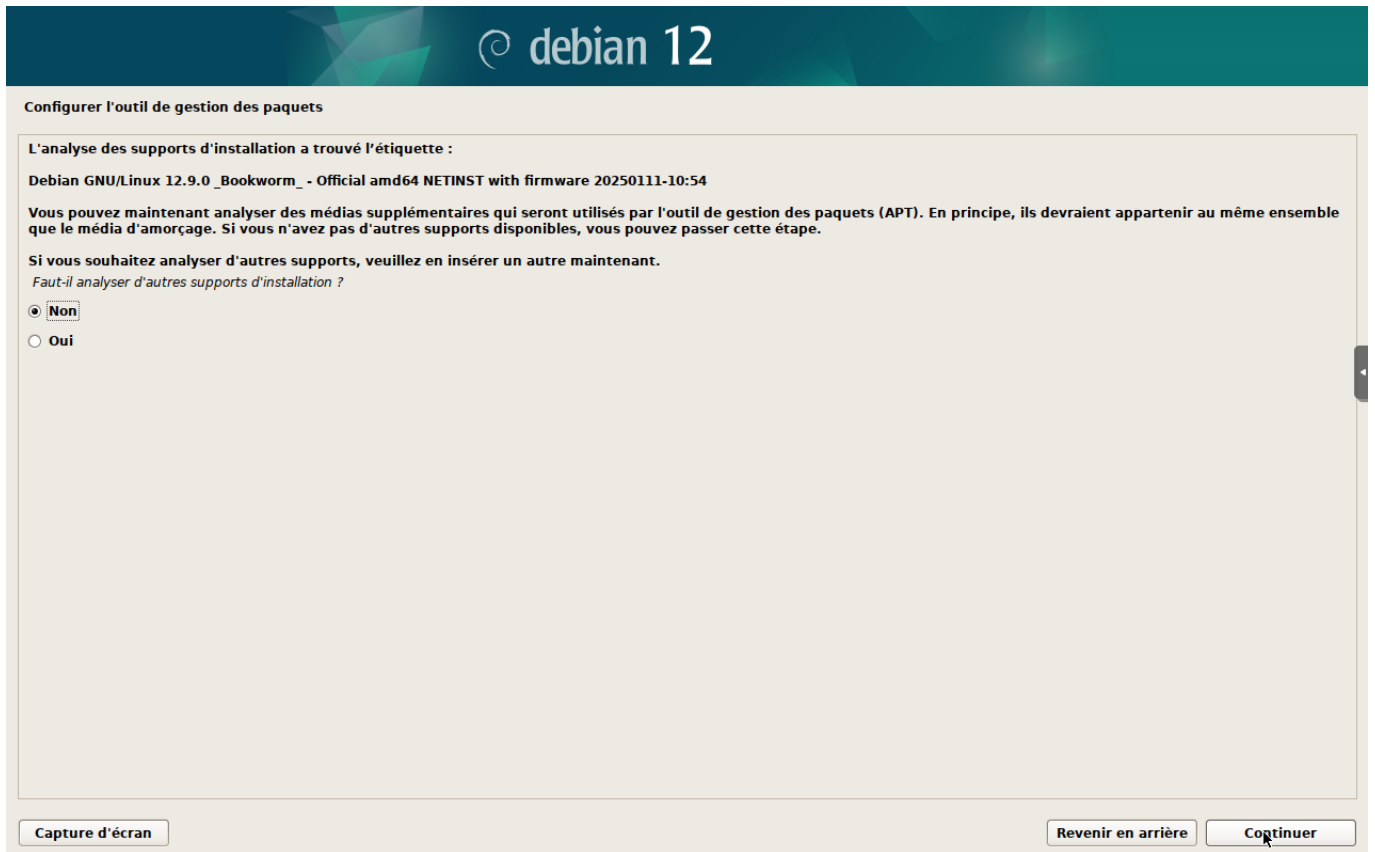 debian 12
Configurer l'outil de gestion des paquets
L'analyse des supports d'installation a trouvé l’étiquette :
Debian GNU/Linux 12.9.0 _Bookworm_ - Official amd64 NETINST with firmware 20250111-10:54
Vous pouvez maintenant analyser des médias supplémentaires qui seront utilisés par l'outil de gestion des paquets (APT). En principe, ils devraient appartenir au même ensemble
que le média d'amorçage. Si vous n'avez pas d'autres supports disponibles, vous pouvez passer cette étape.
Si vous souhaitez analyser d'autres supports, veuillez en insérer un autre maintenant.
Faut-il analyser d'autres supports d'installation ?
Non
Oui
Capture d'écran
Revenir en arrière
Continuer